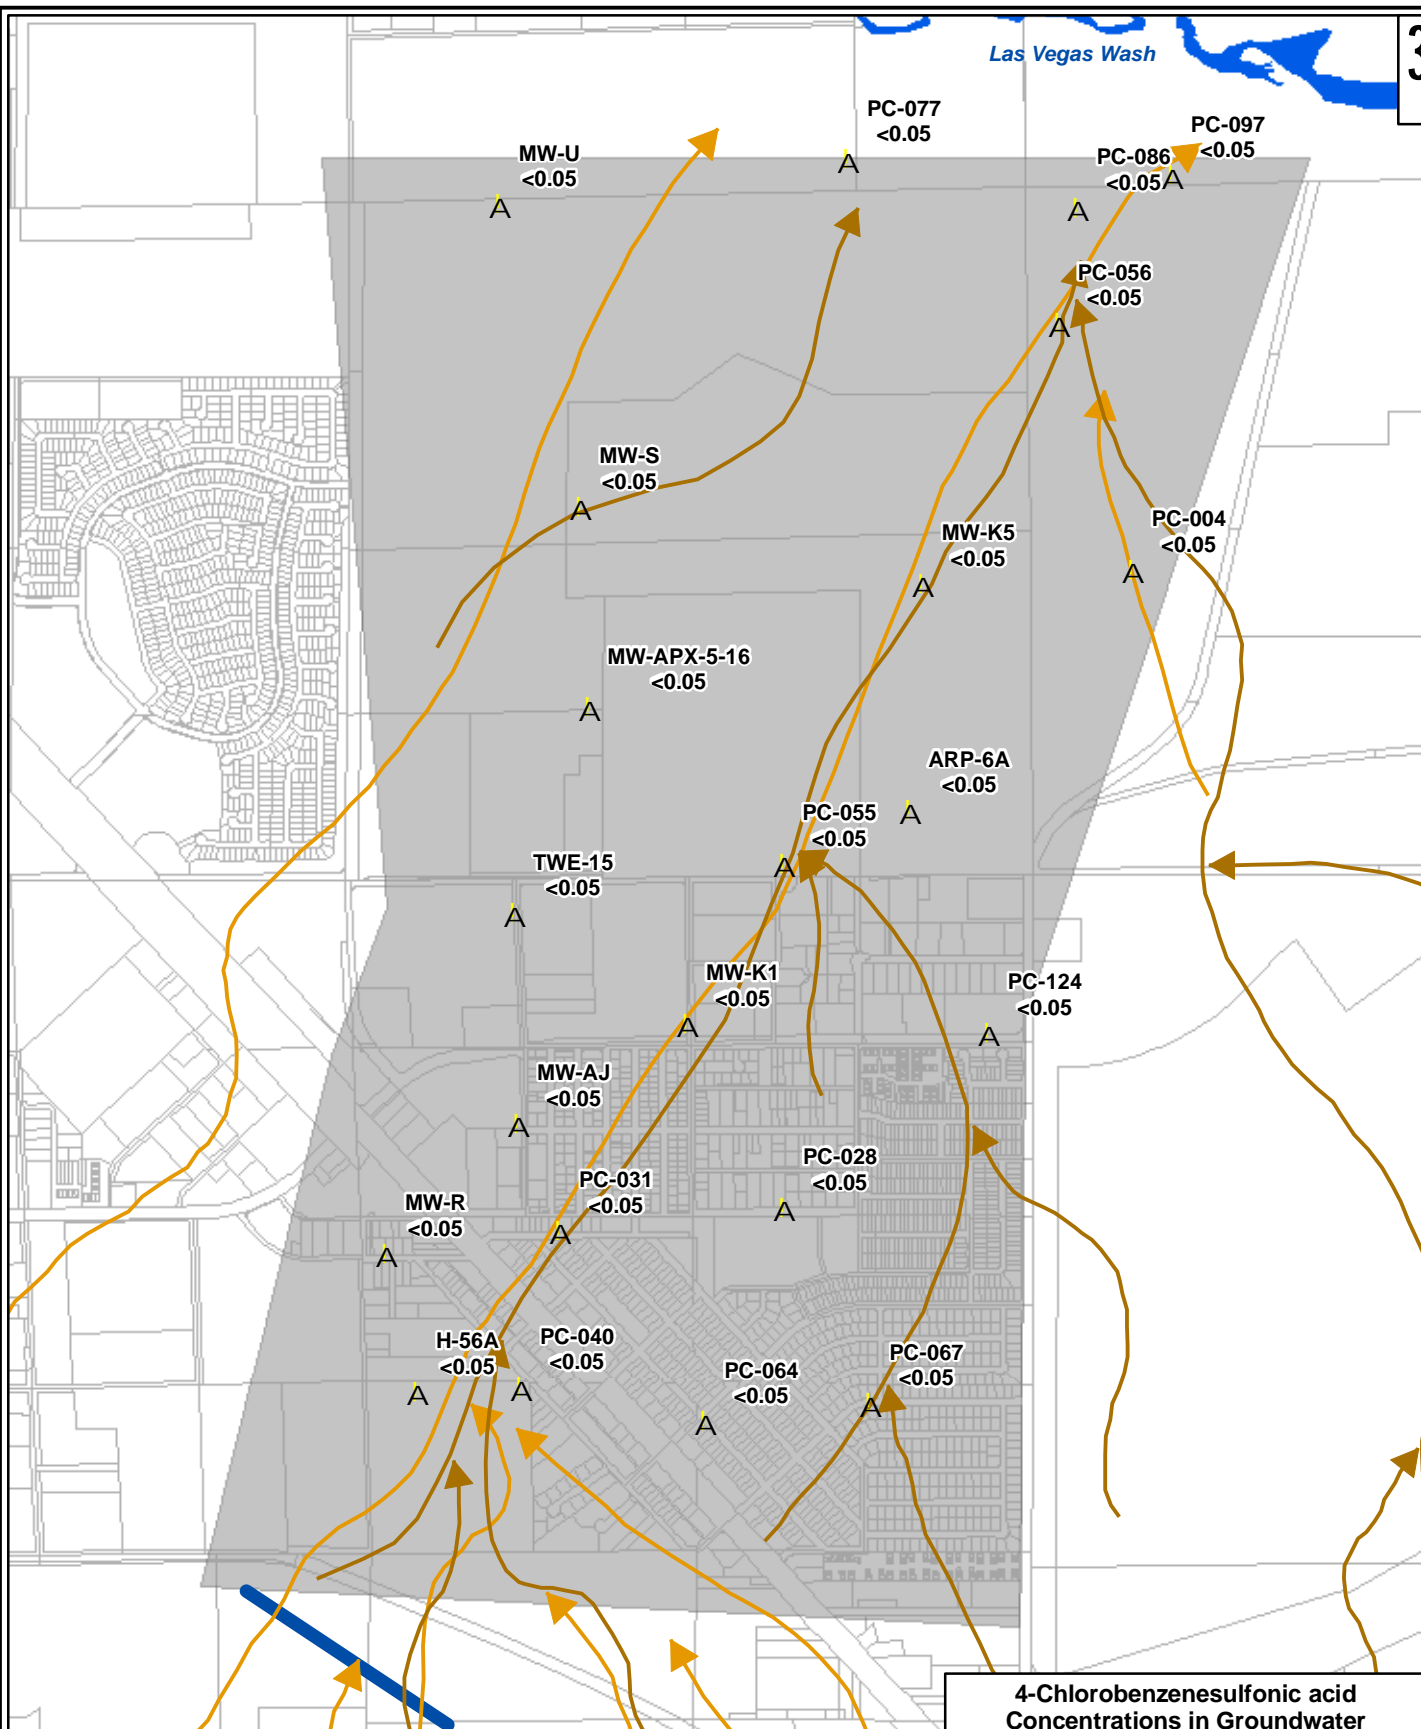 Las Vegas Wash
3
PC-077
<0.05
PC-097
<0.05
MW-U
<0.05
PC-086
<0.05
A
A
A
A
PC-056
<0.05
A
MW-S
<0.05
A
PC-004
<0.05
MW-K5
<0.05
A
A
MW-APX-5-16
<0.05
A
ARP-6A
<0.05
A
PC-055
<0.05
A
TWE-15
<0.05
A
MW-K1
<0.05
A
PC-124
<0.05
A
MW-AJ
<0.05
A
PC-028
<0.05
A
PC-031
<0.05
A
MW-R
<0.05
A
H-56A
<0.05
A
PC-040
<0.05
A
PC-064
<0.05
A
PC-067
<0.05
A
4-Chlorobenzenesulfonic acid
Concentrations in Groundwater